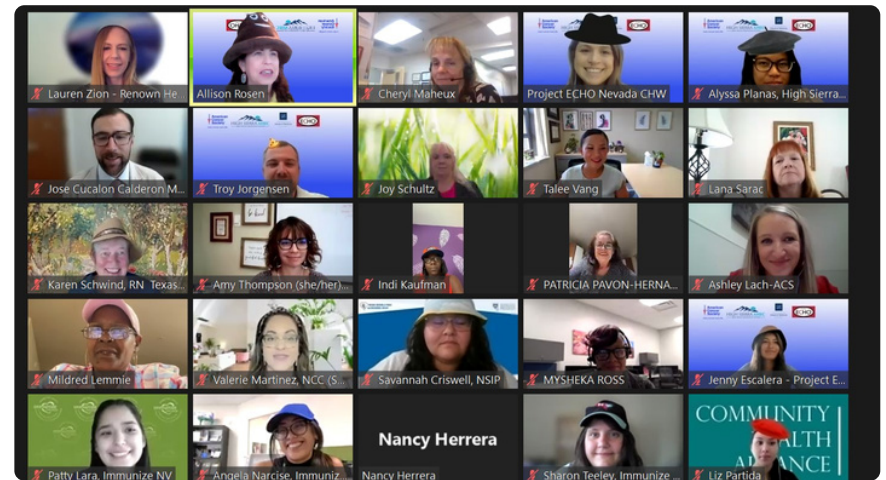 Lauren Zion - Renown He...
Allison Rosen
Cheryl Maheux
Project ECHO Nevada CHW
Alyssa Planas, High Sierra...
Jose Cucalon Calderon M...
Troy Jorgensen
Joy Schultz
Talee Vang
Lana Sarac
Karen Schwind, RN Texas...
Amy Thompson (she/her)...
Indi Kaufman
PATRICIA PAVON-HERNA...
Ashley Lach-ACS
Mildred Lemmie
Valerie Martinez, NCC (S...
Savannah Criswell, NSIP
MYSHEKA ROSS
Jenny Escalera - Project E...
ECHO
Patty Lara, Immunize NV
Angela Narcise, Immuniz...
Nancy Herrera
Nancy Herrera
Sharon Teeley, Immunize ...
COMMUNITY
Liz Partida